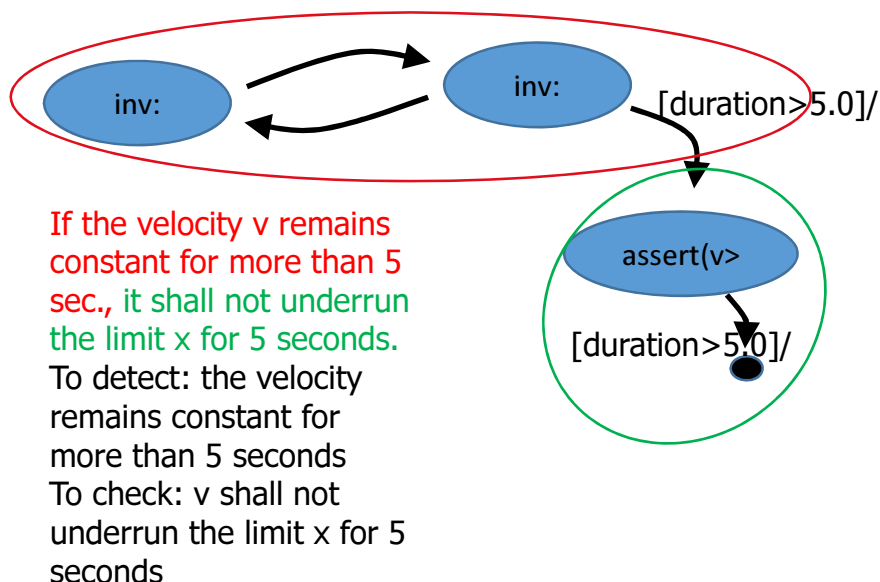 inv:
inv:
[duration>5.0]/
If the velocity v remains
constant for more than 5
sec., it shall not underrun
the limit x for 5 seconds.
To detect: the velocity
remains constant for
more than 5 seconds
To check: v shall not
underrun the limit x for 5
seconds
assert(v>
[duration>5.0]/